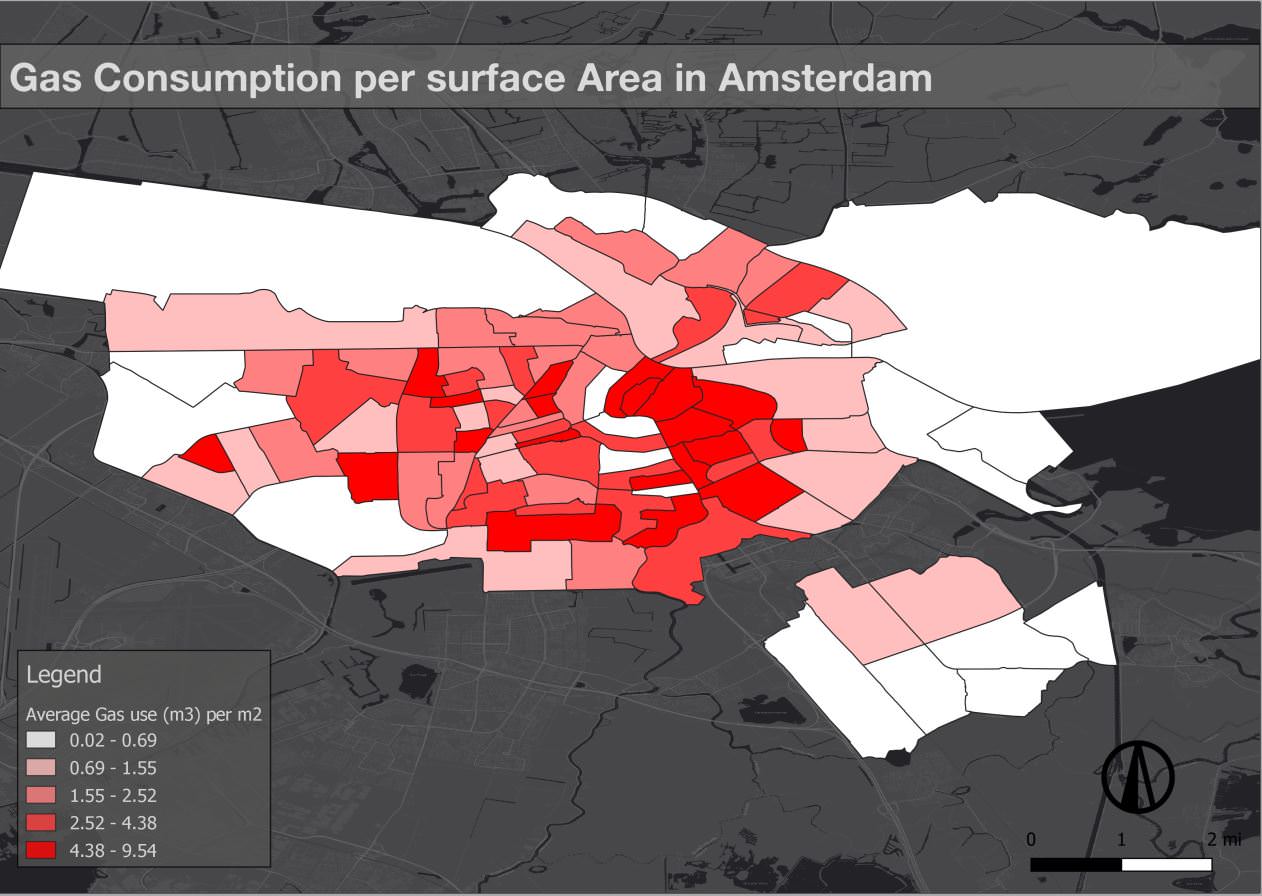 Gas Consumption per surface Area in Amsterdam
Legend
Average Gas use (m3) per m2
0.02 - 0.69
0.69 - 1.55
1.55 - 2.52
2.52 - 4.38
4.38 - 9.54
0 1 2 mi